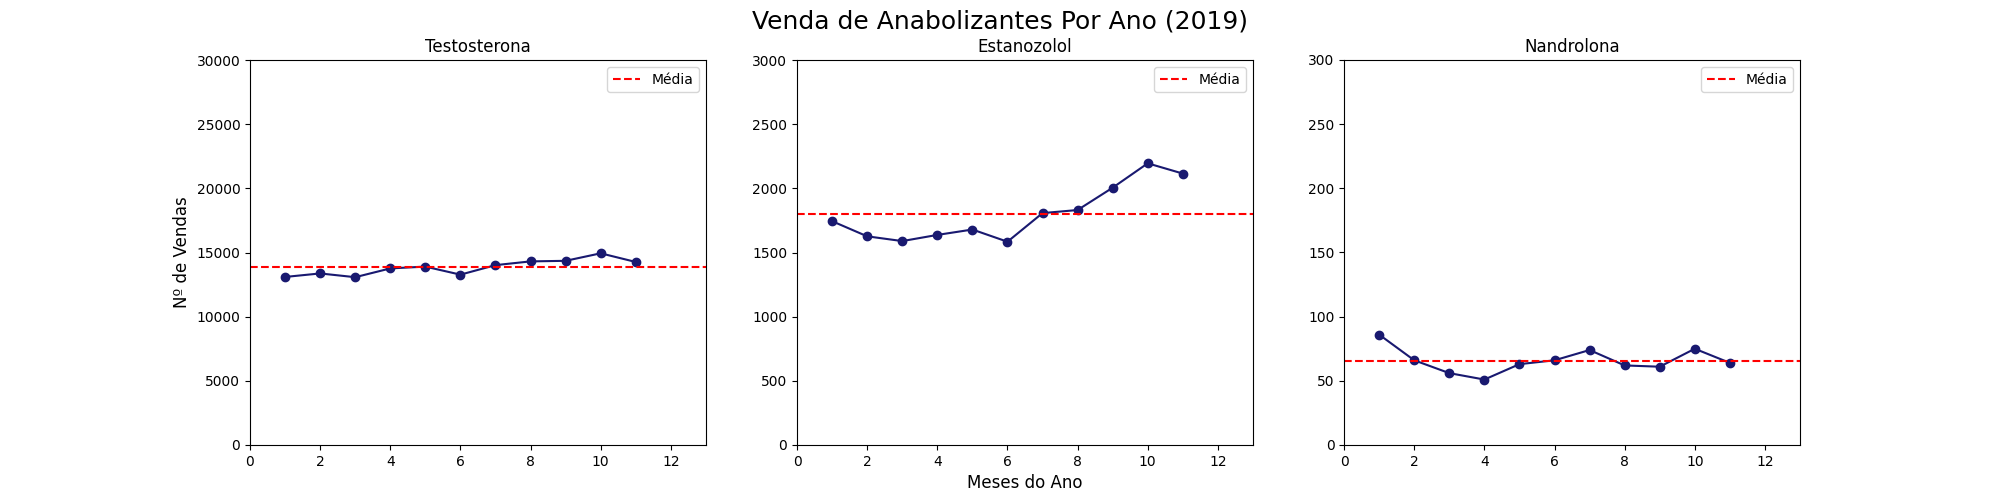 Venda de Anabolizantes Por Ano (2019)
Testosterona
Nº de Vendas
30000
25000
20000
15000
10000
5000
0
Média
0 2 4 6 8 10 12
Estanozolol
3000
2500
2000
1500
1000
500
0
Média
0 2 4 6 8 10 12
Meses do Ano
Nandrolona
300
250
200
150
100
50
0
Média
0 2 4 6 8 10 12